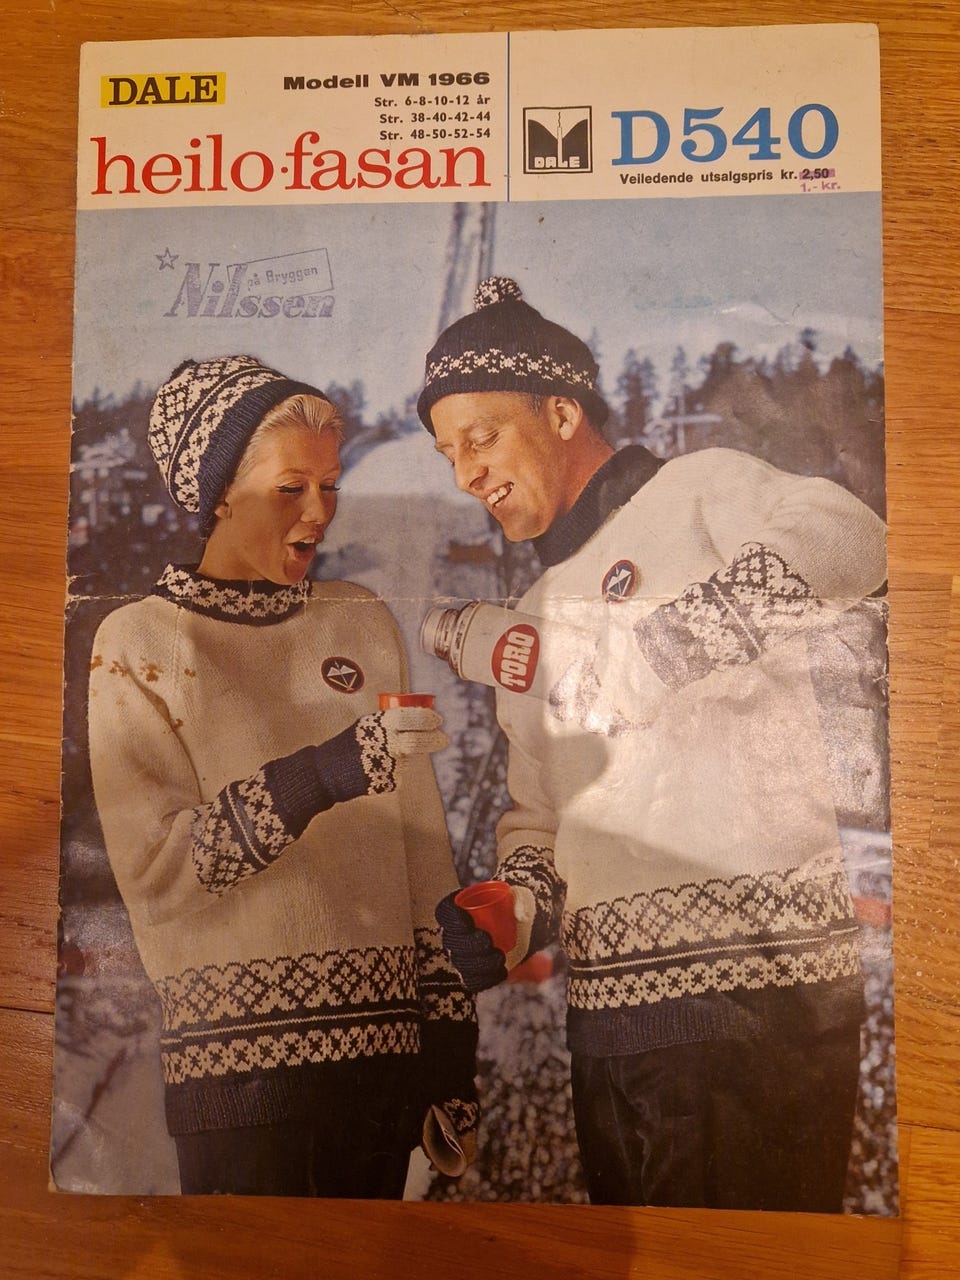 DALE
Modell VM 1966
Str. 6-8-10-12 år
Str. 38-40-42-44
Str. 48-50-52-54
heilo·fasan
DALE
D540
Veiledende utsalgspris kr. 2,50
1.- kr.
på Bryggen
Nilssen
TORO